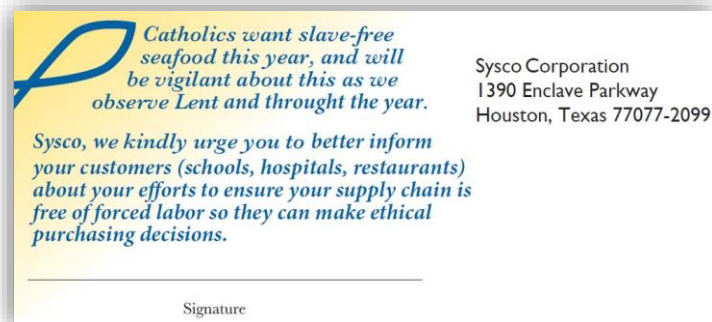 Catholics want slave-free
seafood this year, and will
be vigilant about this as we
observe Lent and throught the year.
Sysco, we kindly urge you to better inform
your customers (schools, hospitals, restaurants)
about your efforts to ensure your supply chain is
free of forced labor so they can make ethical
purchasing decisions.
Signature
Sysco Corporation
1390 Enclave Parkway
Houston, Texas 77077-2099